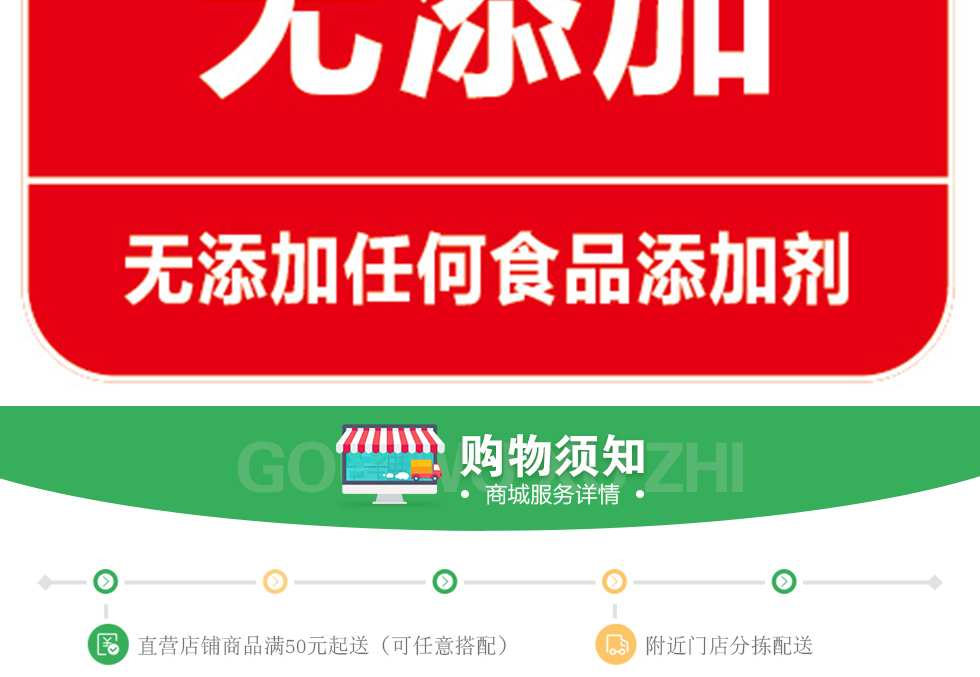 无添加
无添加任何食品添加剂
购物须知
• 商城服务详情 •
直营店铺商品满50元起送（可任意搭配）
附近门店分拣配送